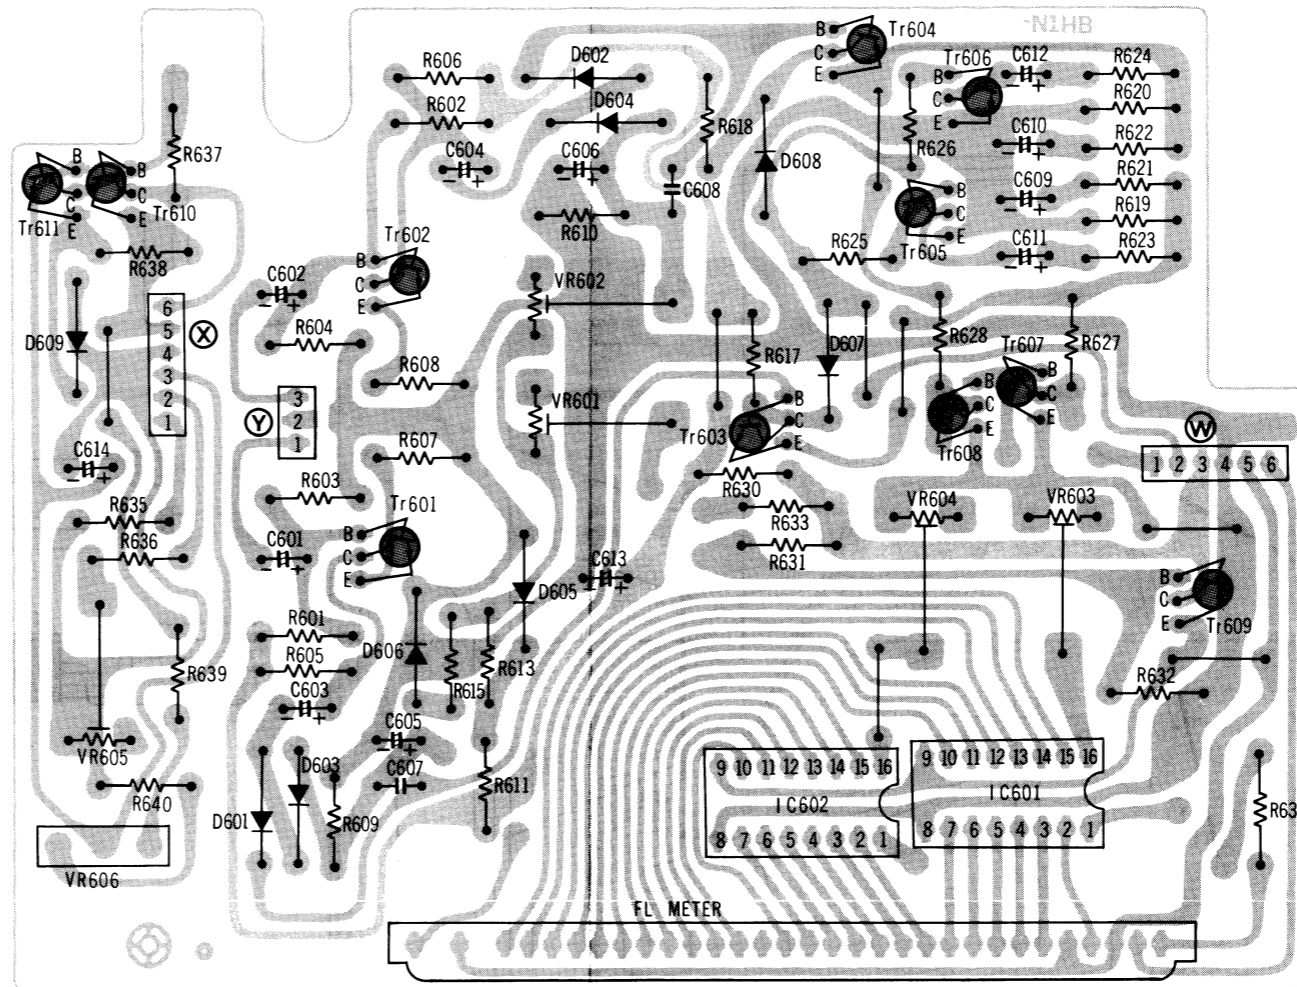 BHIN-
Tr604
B
C
E
R606
D602
Tr606
C612
R624
B
C
E
R602
D604
R618
R626
R620
C610
R622
R637
C604
C606
C608
D608
R621
B
C
E
Tr611
B
C
E
Tr610
R610
B
C
E
Tr605
C609
R619
R638
Tr602
B
C
E
R625
C611
R623
C602
VR602
D609
6
5
4
3
2
1
X
R604
R617
D607
R628
Tr607
B
C
E
R627
R608
VR601
Y
3
2
1
Tr603
B
C
E
Tr608
B
C
E
W
1 2 3 4 5 6
C614
R607
R603
R630
VR604
VR603
R635
R636
Tr601
B
C
E
R633
R631
C601
C613
D605
B
C
E
Tr609
R601
R605
D606
R615
R613
R639
R632
C603
VR605
C605
D603
C607
R640
R611
D601
R609
9 10 11 12 13 14 15 16
IC602
8 7 6 5 4 3 2 1
9 10 11 12 13 14 15 16
IC601
8 7 6 5 4 3 2 1
R63
VR606
FL METER